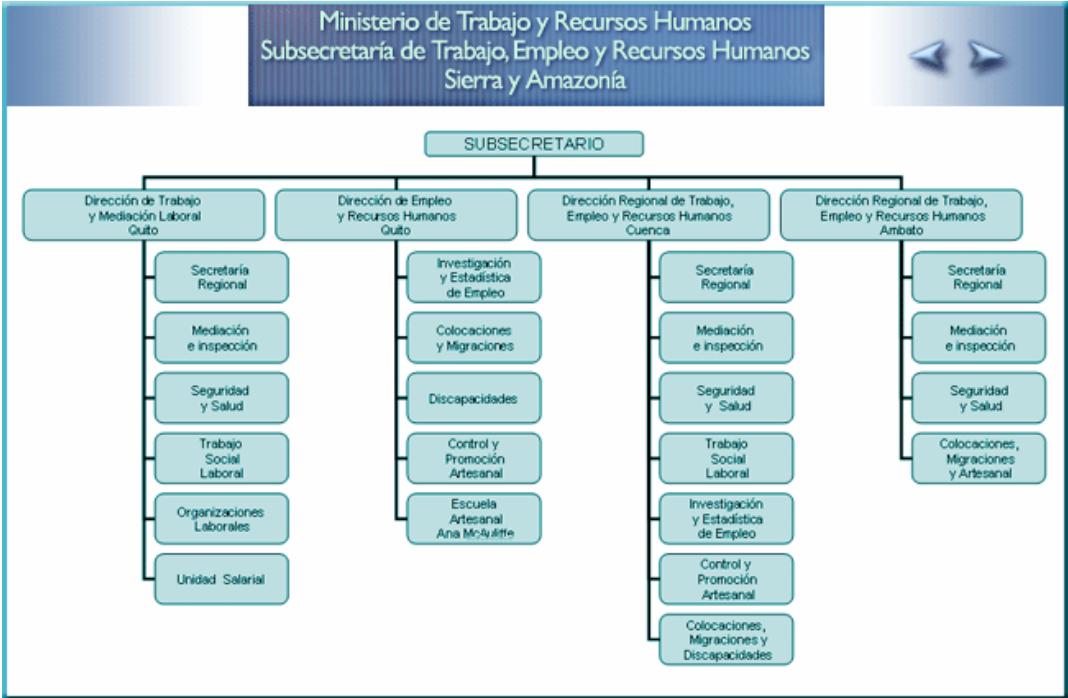 Ministerio de Trabajo y Recursos Humanos
Subsecretaría de Trabajo, Empleo y Recursos Humanos
Sierra y Amazonía
SUBSECRETARIO
Dirección de Trabajo
y Mediación Laboral
Quito
Secretaría
Regional
Mediación
e inspección
Seguridad
y Salud
Trabajo
Social
Laboral
Organizaciones
Laborales
Unidad Salarial
Dirección de Empleo
y Recursos Humanos
Quito
Investigación
y Estadística
de Empleo
Colocaciones
y Migraciones
Discapacidades
Control y
Promoción
Artesanal
Escuela
Artesanal
Ana McAuliffe
Dirección Regional de Trabajo,
Empleo y Recursos Humanos
Cuenca
Secretaría
Regional
Mediación
e inspección
Seguridad
y Salud
Trabajo
Social
Laboral
Investigación
y Estadística
de Empleo
Control y
Promoción
Artesanal
Colocaciones,
Migraciones y
Discapacidades
Dirección Regional de Trabajo,
Empleo y Recursos Humanos
Ambato
Secretaría
Regional
Mediación
e inspección
Seguridad
y Salud
Colocaciones,
Migraciones
y Artesanal